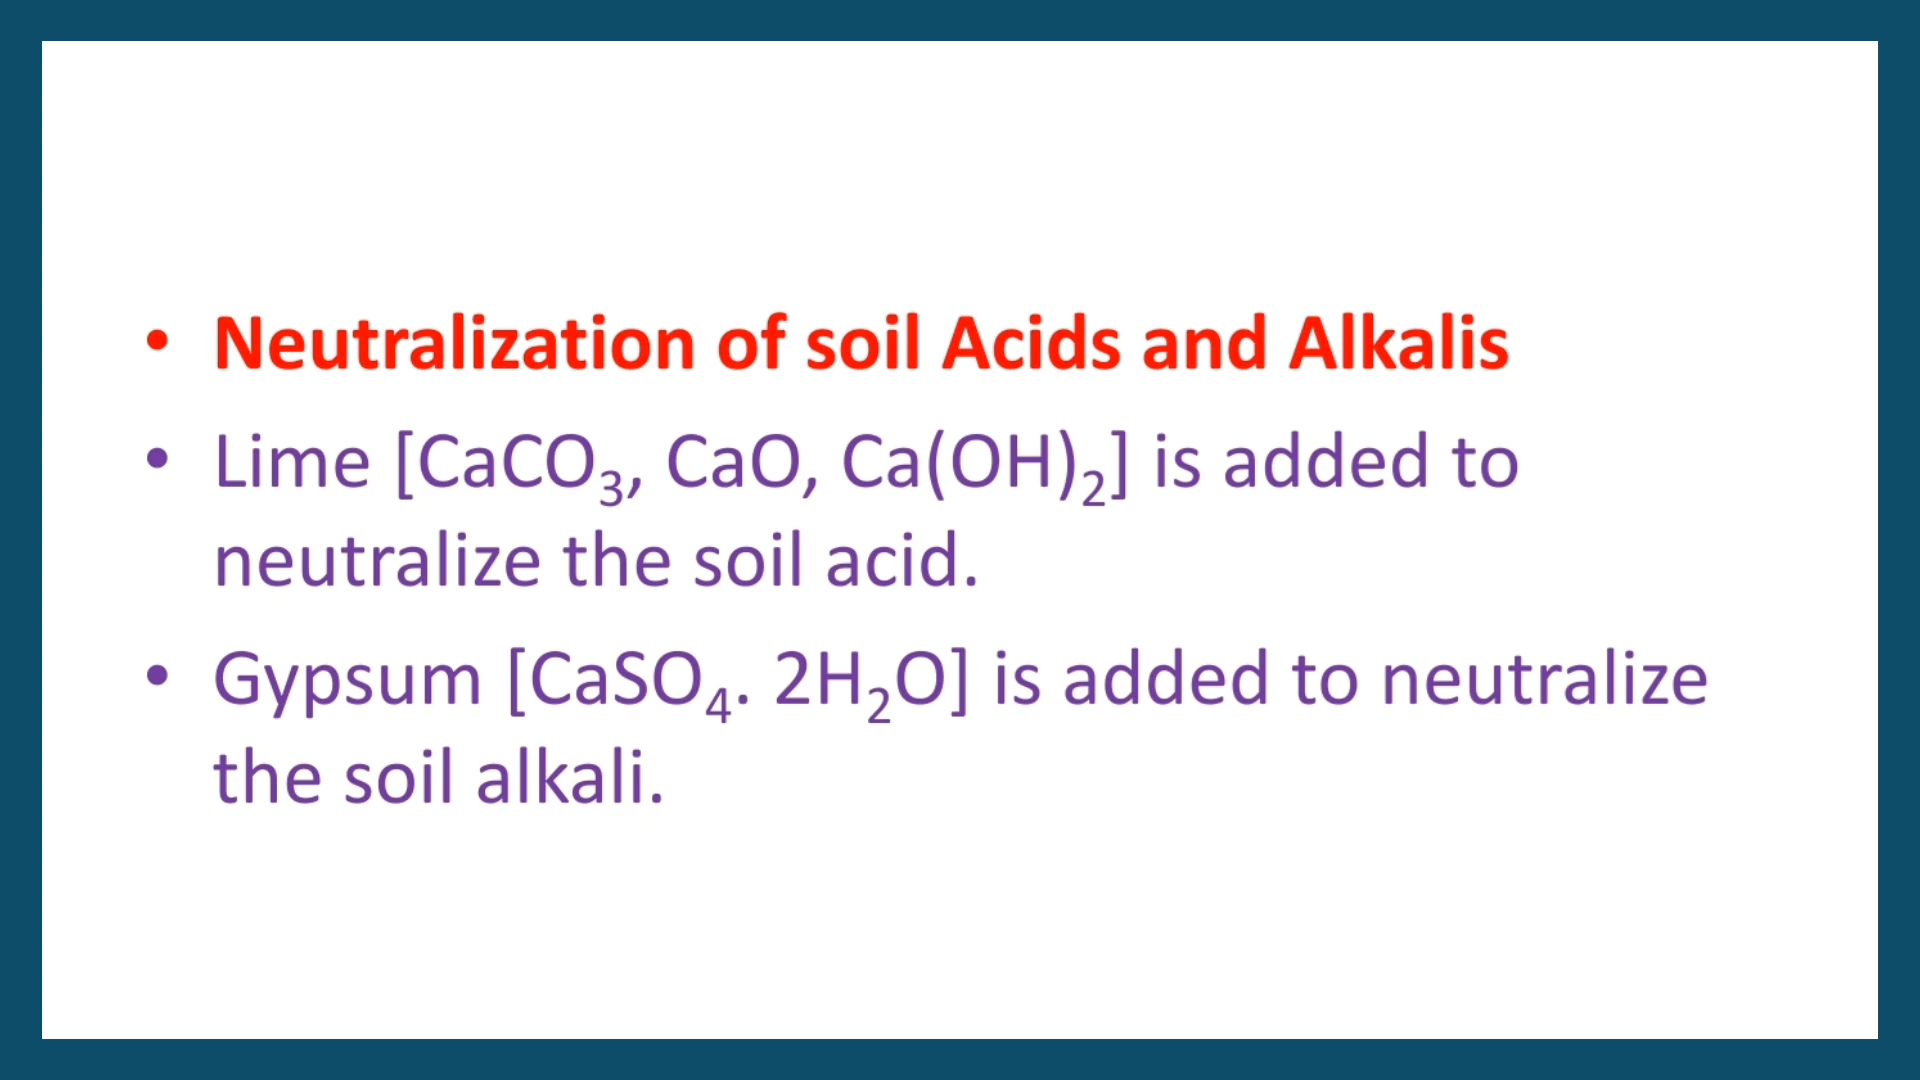 • Neutralization of soil Acids and Alkalis
• Lime [CaCO₃, CaO, Ca(OH)₂] is added to
neutralize the soil acid.
• Gypsum [CaSO₄. 2H₂O] is added to neutralize
the soil alkali.